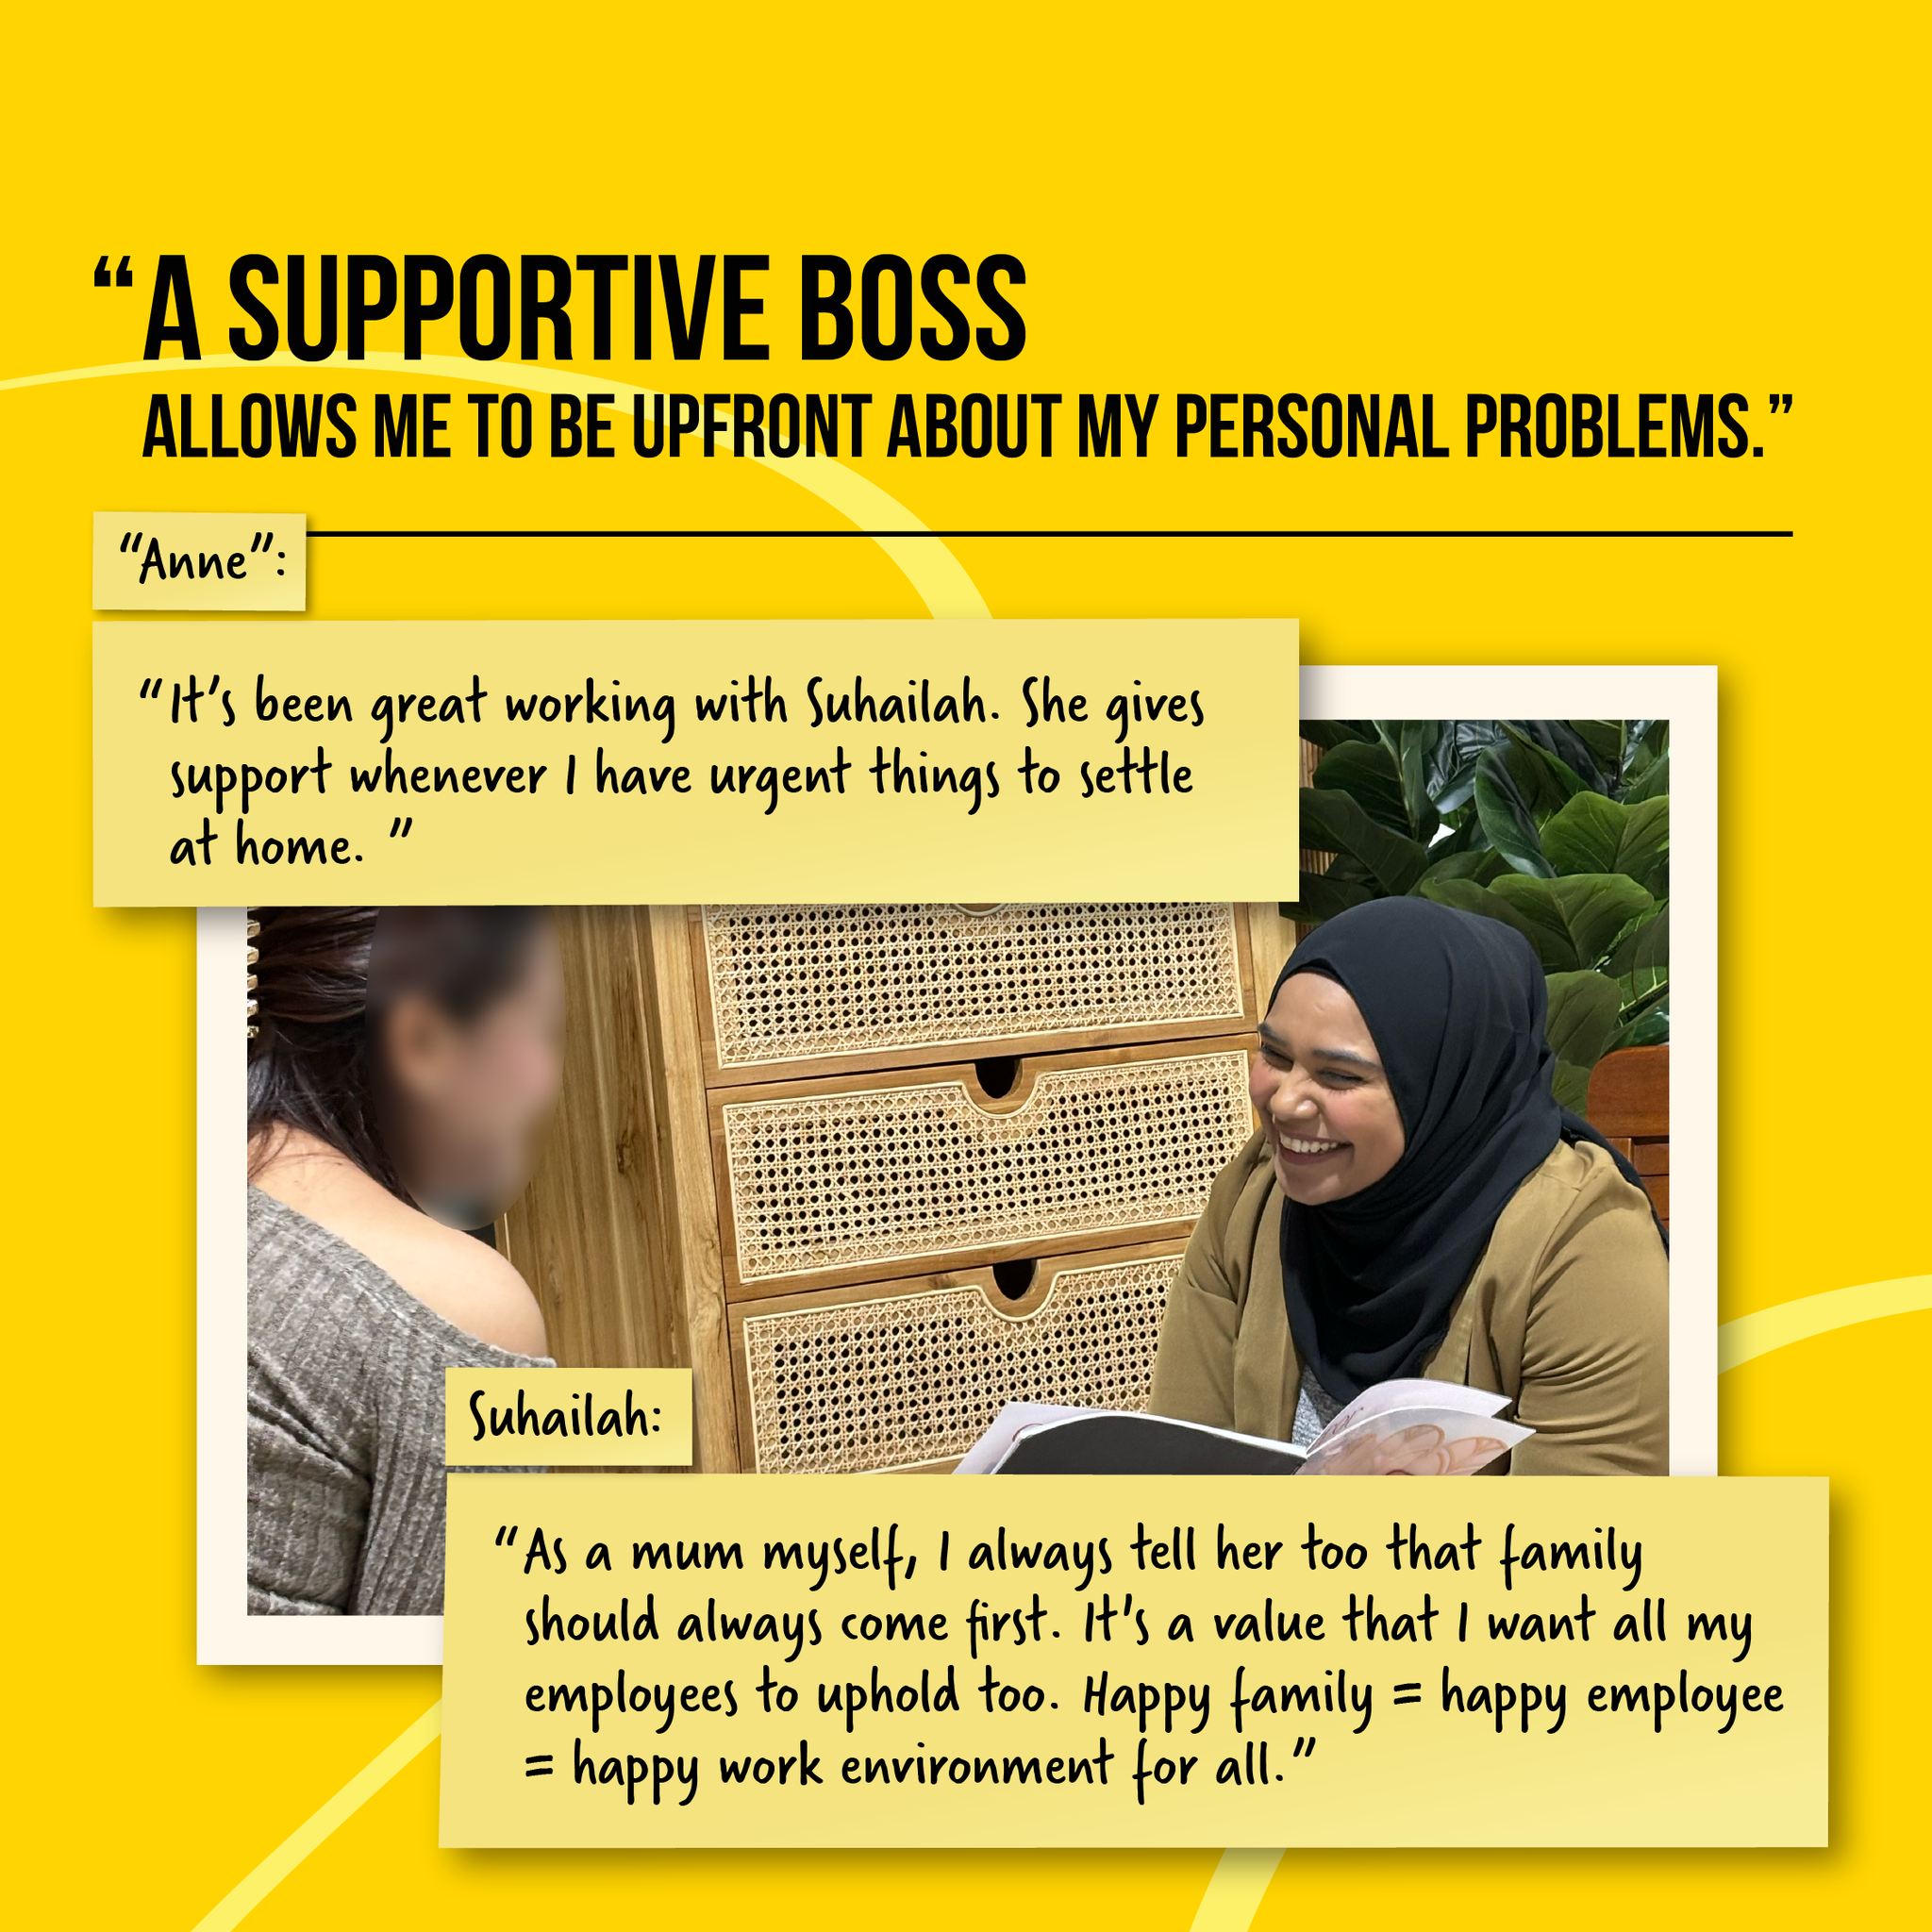 “A SUPPORTIVE BOSS
ALLOWS ME TO BE UPFRONT ABOUT MY PERSONAL PROBLEMS.”
“Anne”:
“It’s been great working with Suhailah. She gives
support whenever I have urgent things to settle
at home. ”
Suhailah:
“As a mum myself, I always tell her too that family
should always come first. It’s a value that I want all my
employees to uphold too. Happy family = happy employee
= happy work environment for all.”